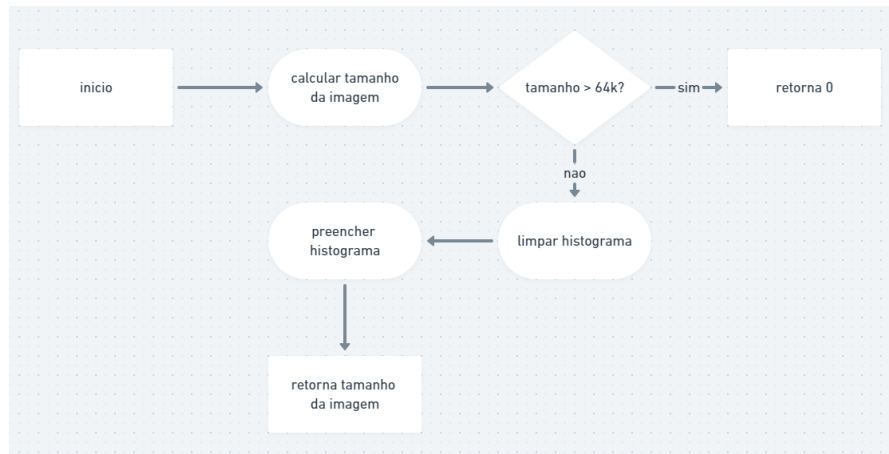 inicio
calcular tamanho
da imagem
tamanho > 64k?
sim
retorna 0
nao
preencher
histograma
limpar histograma
retorna tamanho
da imagem